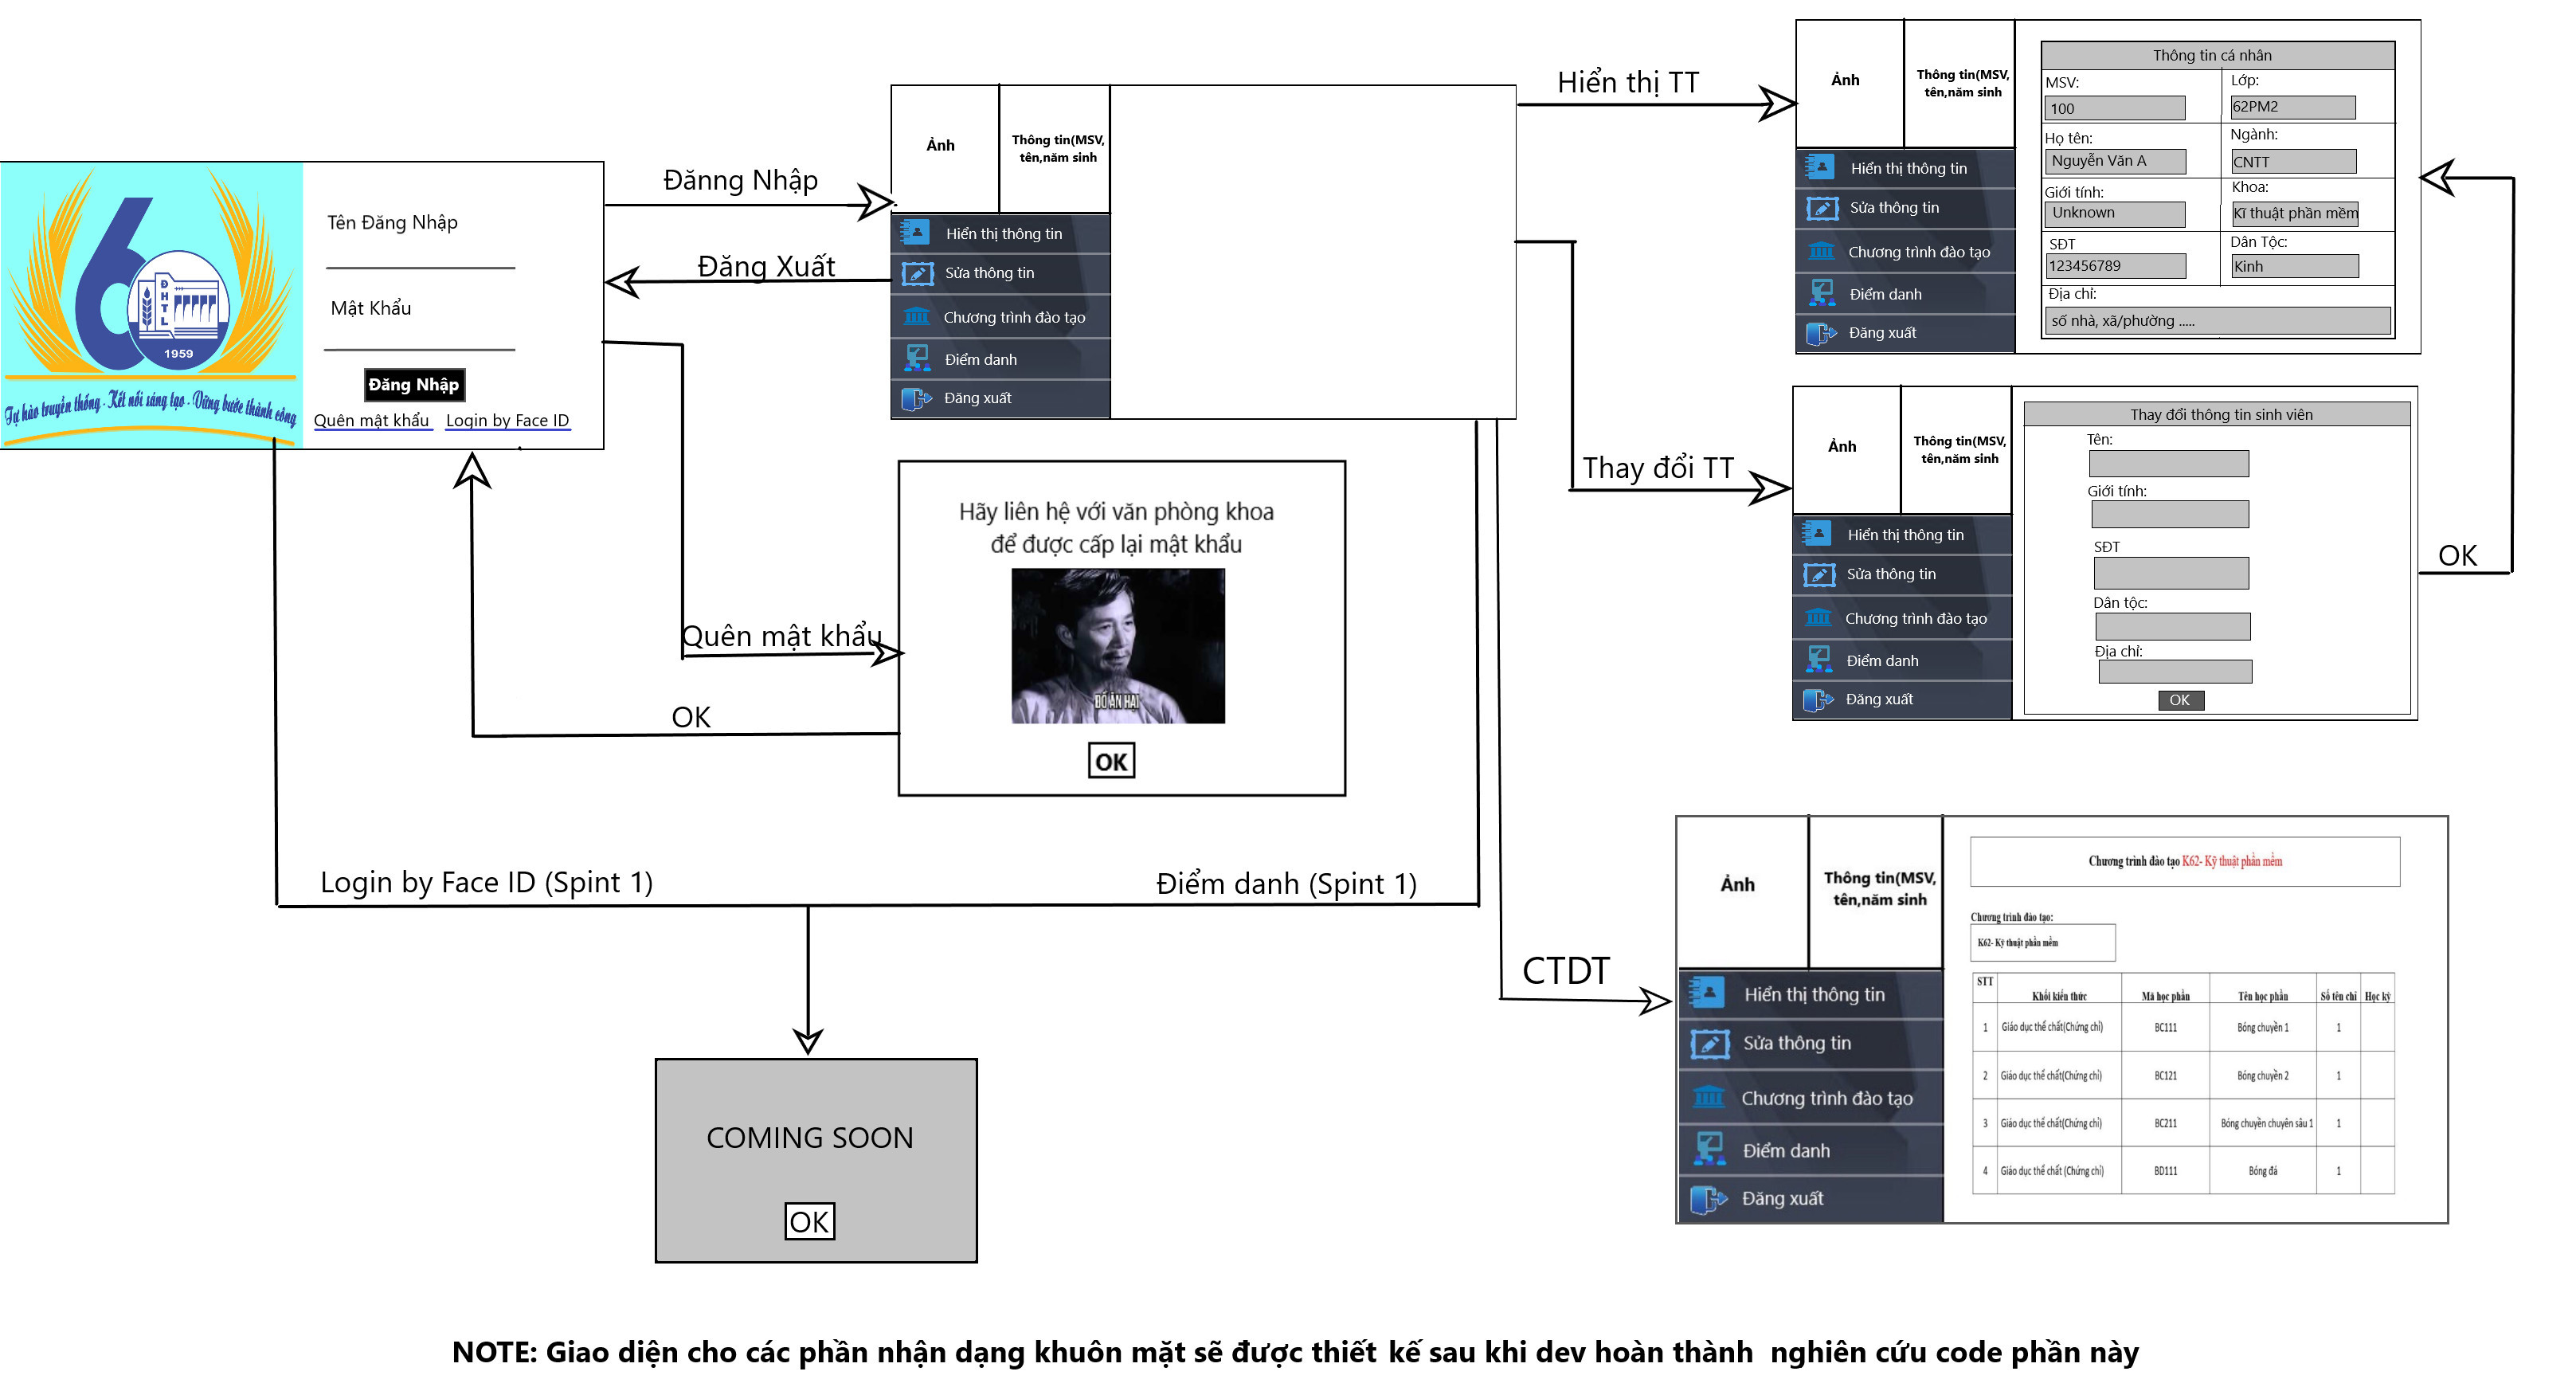 Tên Đăng Nhập
Mật Khẩu
Đăng Nhập
Quên mật khẩu Login by Face ID
ĐHTL
1959
Tự hào truyền thống - Kết nối sáng tạo - Vững bước thành công
Đănng Nhập
Đăng Xuất
Quên mật khẩu
OK
Login by Face ID (Spint 1)
Điểm danh (Spint 1)
Ảnh
Thông tin(MSV,
tên,năm sinh
Hiển thị thông tin
Sửa thông tin
Chương trình đào tạo
Điểm danh
Đăng xuất
Hãy liên hệ với văn phòng khoa
để được cấp lại mật khẩu
ĐỒ ĂN HẠI
OK
COMING SOON
OK
Hiển thị TT
Thay đổi TT
CTDT
Ảnh
Thông tin(MSV,
tên,năm sinh
Hiển thị thông tin
Sửa thông tin
Chương trình đào tạo
Điểm danh
Đăng xuất
Thông tin cá nhân
MSV: Lớp:
100 62PM2
Họ tên: Ngành:
Nguyễn Văn A CNTT
Giới tính: Khoa:
Unknown Kĩ thuật phần mềm
SĐT Dân Tộc:
123456789 Kinh
Địa chỉ:
số nhà, xã/phường .....
Ảnh
Thông tin(MSV,
tên,năm sinh
Hiển thị thông tin
Sửa thông tin
Chương trình đào tạo
Điểm danh
Đăng xuất
Thay đổi thông tin sinh viên
Tên:
Giới tính:
SĐT
Dân tộc:
Địa chỉ:
OK
OK
Ảnh
Thông tin(MSV,
tên,năm sinh
Hiển thị thông tin
Sửa thông tin
Chương trình đào tạo
Điểm danh
Đăng xuất
Chương trình đào tạo K62- Kỹ thuật phần mềm
Chương trình đào tạo:
K62- Kỹ thuật phần mềm
STT Khối kiến thức Mã học phần Tên học phần Số tên chỉ Học kỳ
1 Giáo dục thể chất(Chứng chỉ) BC111 Bóng chuyền 1 1
2 Giáo dục thể chất(Chứng chỉ) BC121 Bóng chuyền 2 1
3 Giáo dục thể chất(Chứng chỉ) BC211 Bóng chuyền chuyên sâu 1 1
4 Giáo dục thể chất (Chứng chỉ) BD111 Bóng đá 1
NOTE: Giao diện cho các phần nhận dạng khuôn mặt sẽ được thiết kế sau khi dev hoàn thành nghiên cứu code phần này